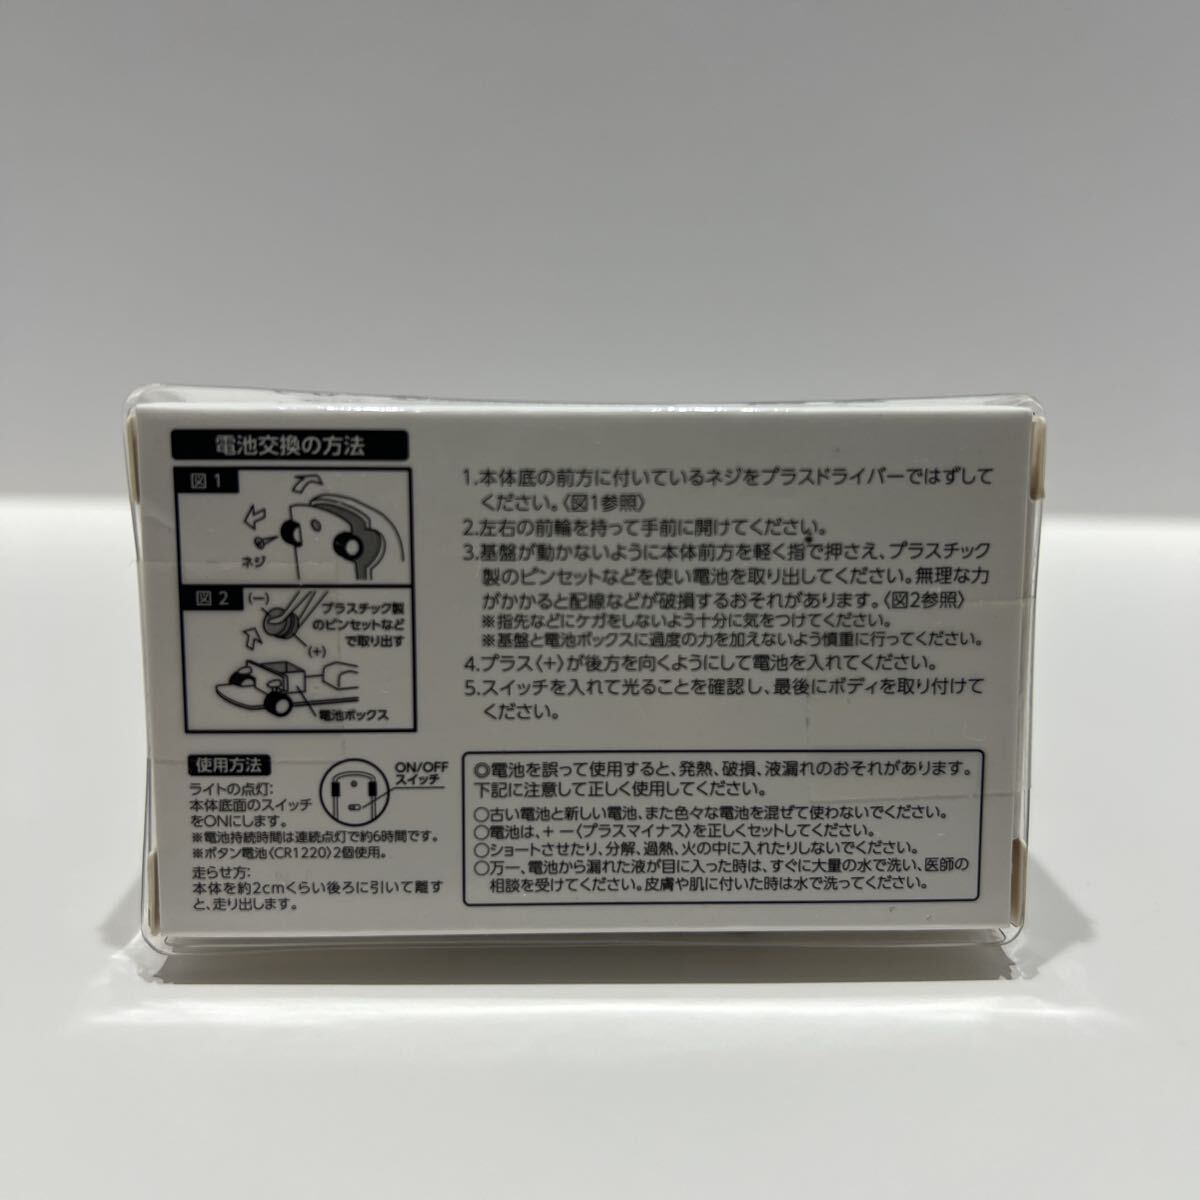 電池交換の方法
図1
ネジ
図2
(−)
プラスチック製
のピンセットなど
で取り出す
(+)
電池ボックス
1.本体底の前方に付いているネジをプラスドライバーではずして
ください。〈図1参照〉
2.左右の前輪を持って手前に開けてください。
3.基盤が動かないように本体前方を軽く指で押さえ、プラスチック
製のピンセットなどを使い電池を取り出してください。無理な力
がかかると配線などが破損するおそれがあります。〈図2参照〉
※指先などにケガをしないよう十分に気をつけてください。
※基盤と電池ボックスに過度の力を加えないよう慎重に行ってください。
4.プラス〈+〉が後方を向くようにして電池を入れてください。
5.スイッチを入れて光ることを確認し、最後にボディを取り付けて
ください。
使用方法
ON/OFF
スイッチ
ライトの点灯:
本体底面のスイッチ
をONにします。
※電池持続時間は連続点灯で約6時間です。
※ボタン電池〈CR1220〉2個使用。
走らせ方:
本体を約2cmくらい後ろに引いて離す
と、走り出します。
◎電池を誤って使用すると、発熱、破損、液漏れのおそれがあります。
下記に注意して正しく使用してください。
○古い電池と新しい電池、また色々な電池を混ぜて使わないでください。
○電池は、+ −〈プラスマイナス〉を正しくセットしてください。
○ショートさせたり、分解、過熱、火の中に入れたりしないでください。
○万一、電池から漏れた液が目に入った時は、すぐに大量の水で洗い、医師の
相談を受けてください。皮膚や肌に付いた時は水で洗ってください。